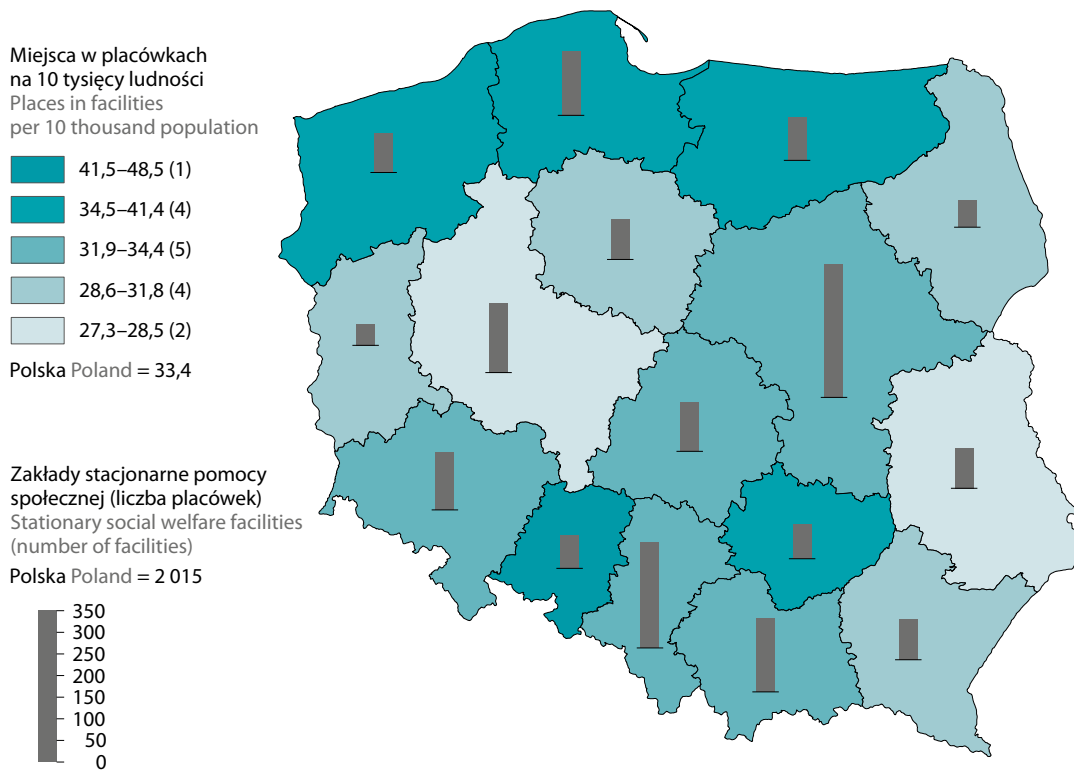 Miejsca w placówkach
na 10 tysięcy ludności
Places in facilities
per 10 thousand population
41,5–48,5 (1)
34,5–41,4 (4)
31,9–34,4 (5)
28,6–31,8 (4)
27,3–28,5 (2)
Polska Poland = 33,4
Zakłady stacjonarne pomocy
społecznej (liczba placówek)
Stationary social welfare facilities
(number of facilities)
Polska Poland = 2 015
350
300
250
200
150
100
50
0